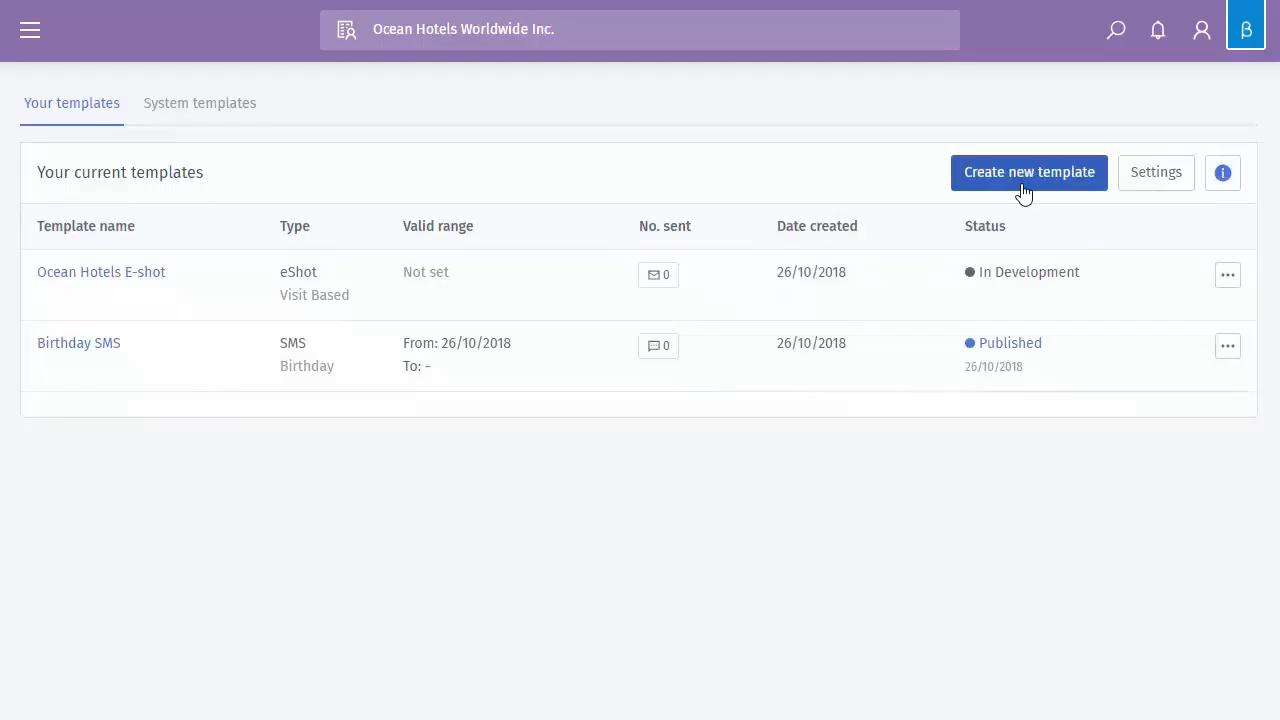 Ocean Hotels Worldwide Inc.
β
Your templates
System templates
Your current templates
Create new template
Settings
i
Template name
Type
Valid range
No. sent
Date created
Status
Ocean Hotels E-shot
eShot
Visit Based
Not set
0
26/10/2018
In Development
Birthday SMS
SMS
Birthday
From: 26/10/2018
To: -
0
26/10/2018
Published
26/10/2018